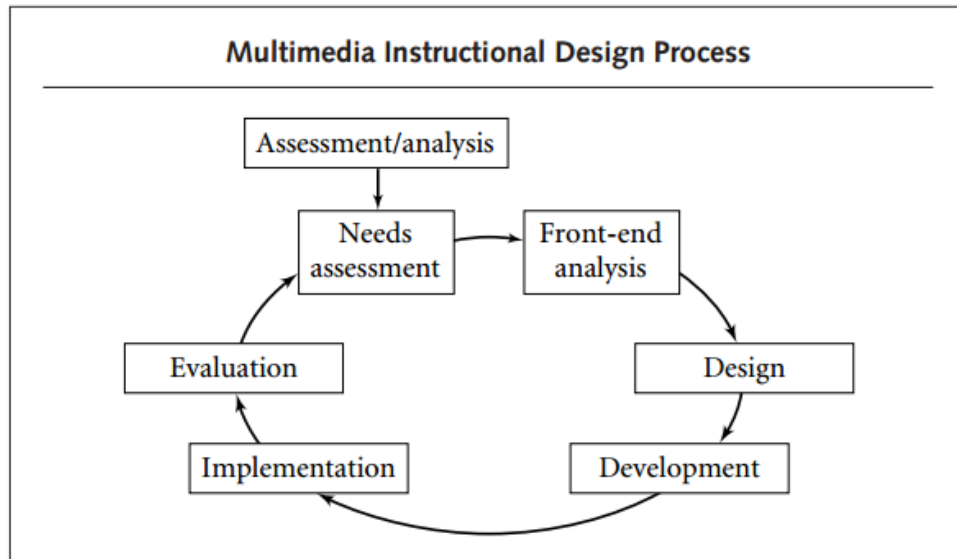 Multimedia Instructional Design Process
Assessment/analysis
Needs
assessment
Front-end
analysis
Evaluation
Design
Implementation
Development